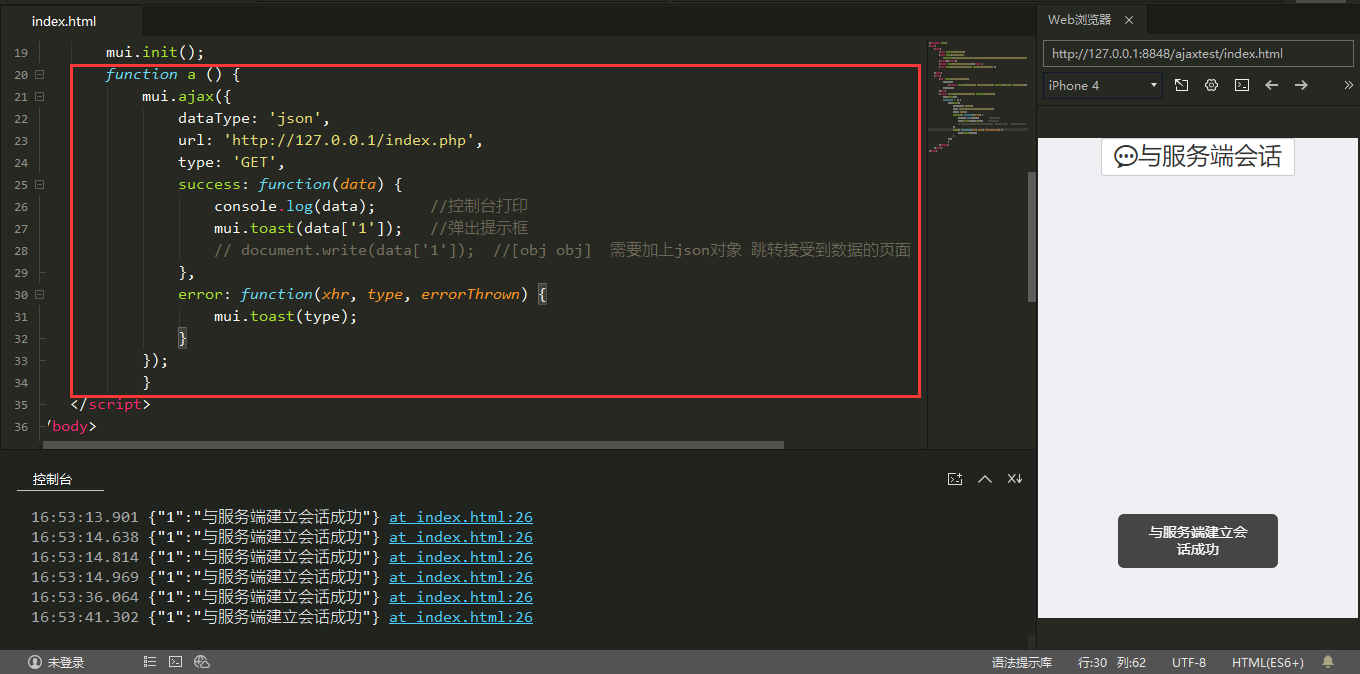 index.html
Web浏览器
http://127.0.0.1:8848/ajaxtest/index.html
iPhone 4
19 mui.init();
20 function a () {
21 mui.ajax({
22 dataType: 'json',
23 url: 'http://127.0.0.1/index.php',
24 type: 'GET',
25 success: function(data) {
26 console.log(data); //控制台打印
27 mui.toast(data['1']); //弹出提示框
28 // document.write(data['1']); //[obj obj] 需要加上json对象 跳转接受到数据的页面
29 },
30 error: function(xhr, type, errorThrown) {
31 mui.toast(type);
32 }
33 });
34 }
35 </script>
36 /body>
与服务端会话
与服务端建立会
话成功
控制台
16:53:13.901 {"1":"与服务端建立会话成功"} at index.html:26
16:53:14.638 {"1":"与服务端建立会话成功"} at index.html:26
16:53:14.814 {"1":"与服务端建立会话成功"} at index.html:26
16:53:14.969 {"1":"与服务端建立会话成功"} at index.html:26
16:53:36.064 {"1":"与服务端建立会话成功"} at index.html:26
16:53:41.302 {"1":"与服务端建立会话成功"} at index.html:26
未登录
语法提示库 行:30 列:62 UTF-8 HTML(ES6+)